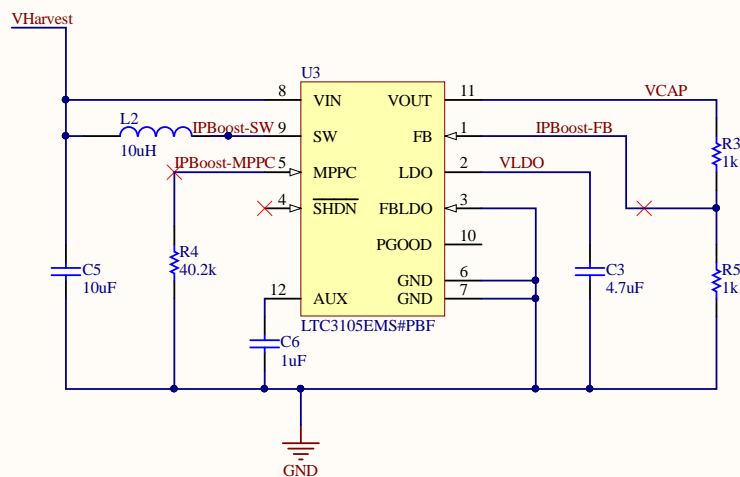 VHarvest
U3
8 VIN VOUT 11 VCAP
L2
10uH
IPBoost-SW 9 SW FB 1 IPBoost-FB
R3
1k
IPBoost-MPPC 5 MPPC LDO 2 VLDO
4 SHDN FBLDO 3
R4
40.2k
PGOOD 10
C5
10uF
GND 6
GND 7
C3
4.7uF
R5
1k
12 AUX
LTC3105EMS#PBF
C6
1uF
GND